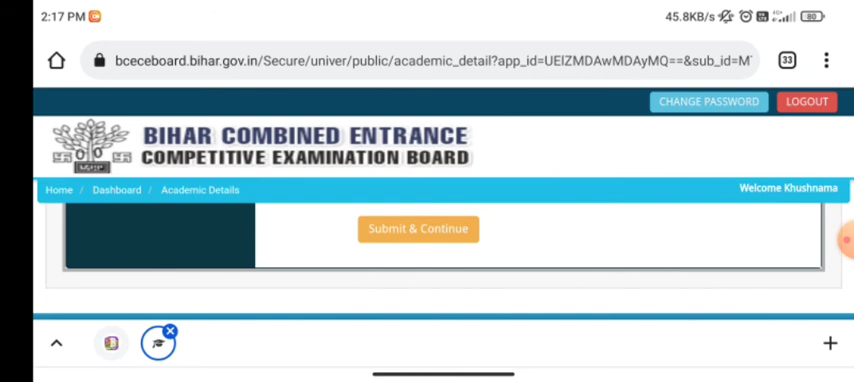 2:17 PM
45.8KB/s 4G+ 80
bceceboard.bihar.gov.in/Secure/univer/public/academic_detail?app_id=UElZMDAwMDAyMQ==&sub_id=M
33
CHANGE PASSWORD LOGOUT
BIHAR COMBINED ENTRANCE
COMPETITIVE EXAMINATION BOARD
Home / Dashboard / Academic Details
Welcome Khushnama
Submit & Continue